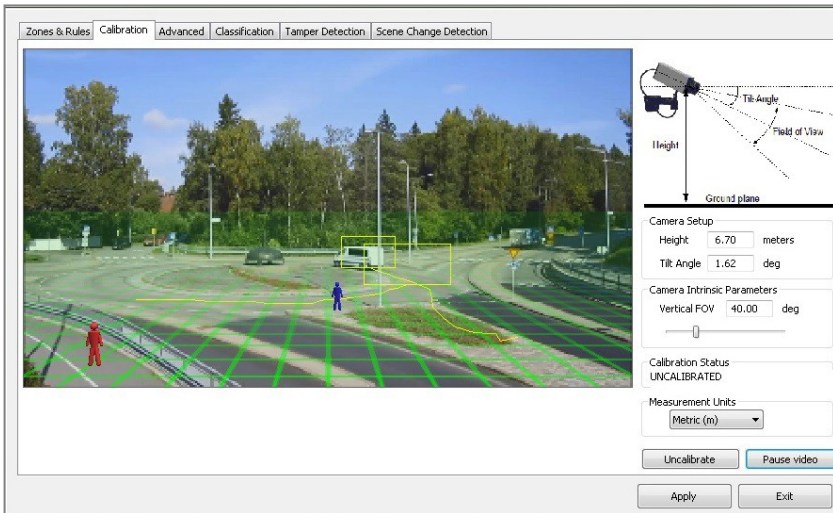 Zones & Rules Calibration Advanced Classification Tamper Detection Scene Change Detection
Tilt Angle
Field of View
Height
Ground plane
Camera Setup
Height 6.70 meters
Tilt Angle 1.62 deg
Camera Intrinsic Parameters
Vertical FOV 40.00 deg
Calibration Status
UNCALIBRATED
Measurement Units
Metric (m)
Uncalibrate Pause video
Apply Exit